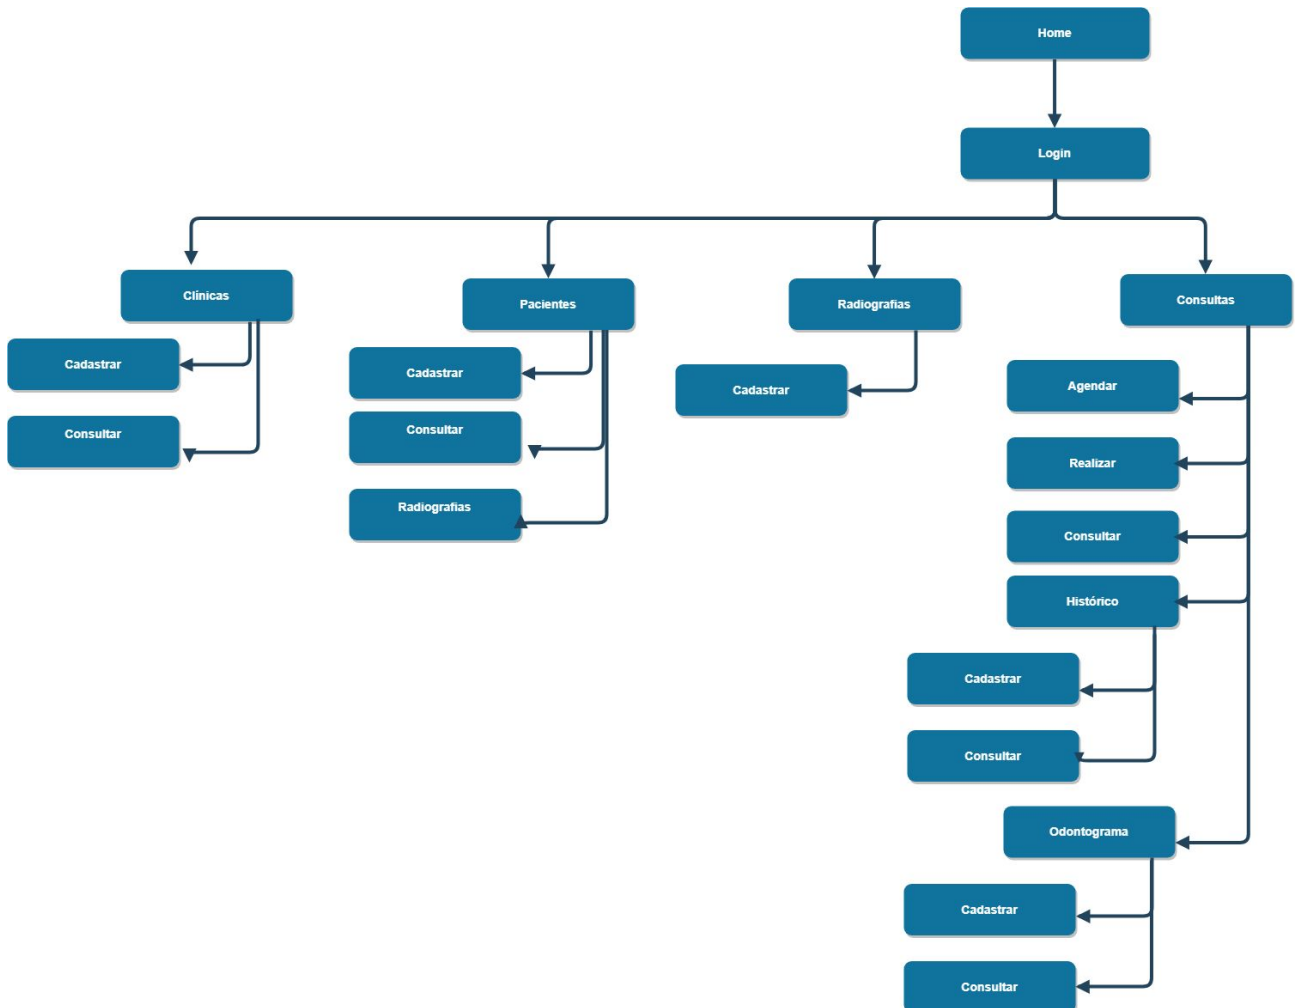 Home
Login
Clínicas
Cadastrar
Consultar
Pacientes
Cadastrar
Consultar
Radiografias
Radiografias
Cadastrar
Consultas
Agendar
Realizar
Consultar
Histórico
Cadastrar
Consultar
Odontograma
Cadastrar
Consultar